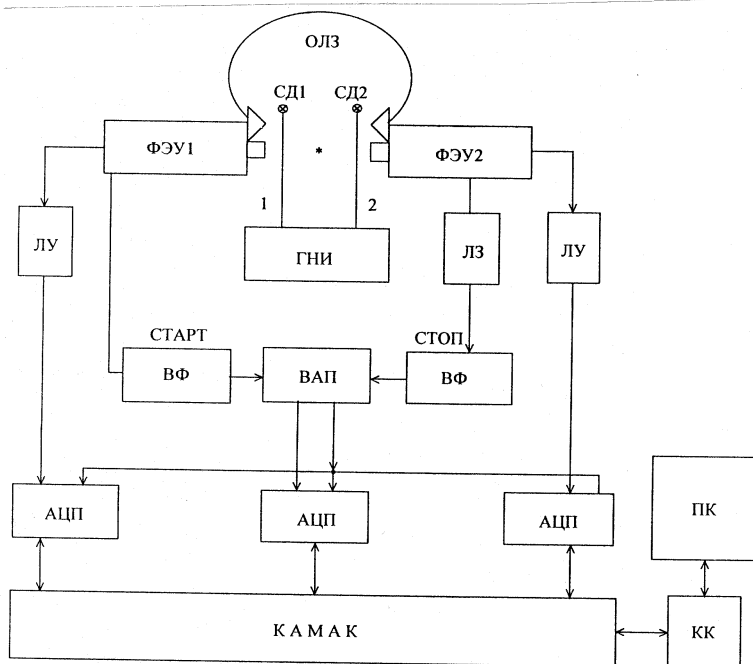 ОЛЗ
СД1 СД2
ФЭУ1 * ФЭУ2
1 2
ЛУ ГНИ ЛЗ ЛУ
СТАРТ СТОП
ВФ ВАП ВФ
АЦП АЦП АЦП ПК
К А М А К КК